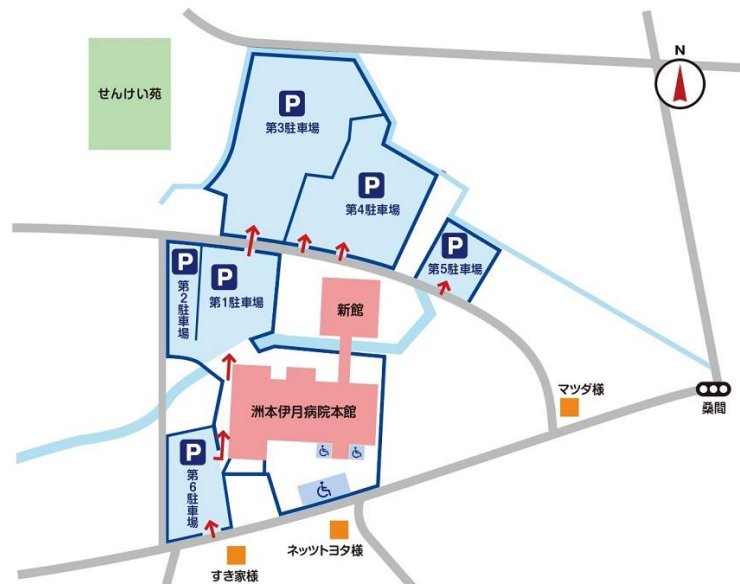 N
せんけい苑
P
第3駐車場
P
第4駐車場
P
第5駐車場
P
第2駐車場
P
第1駐車場
新館
洲本伊月病院本館
マツダ様
桑間
P
第6駐車場
ネッツトヨタ様
すき家様